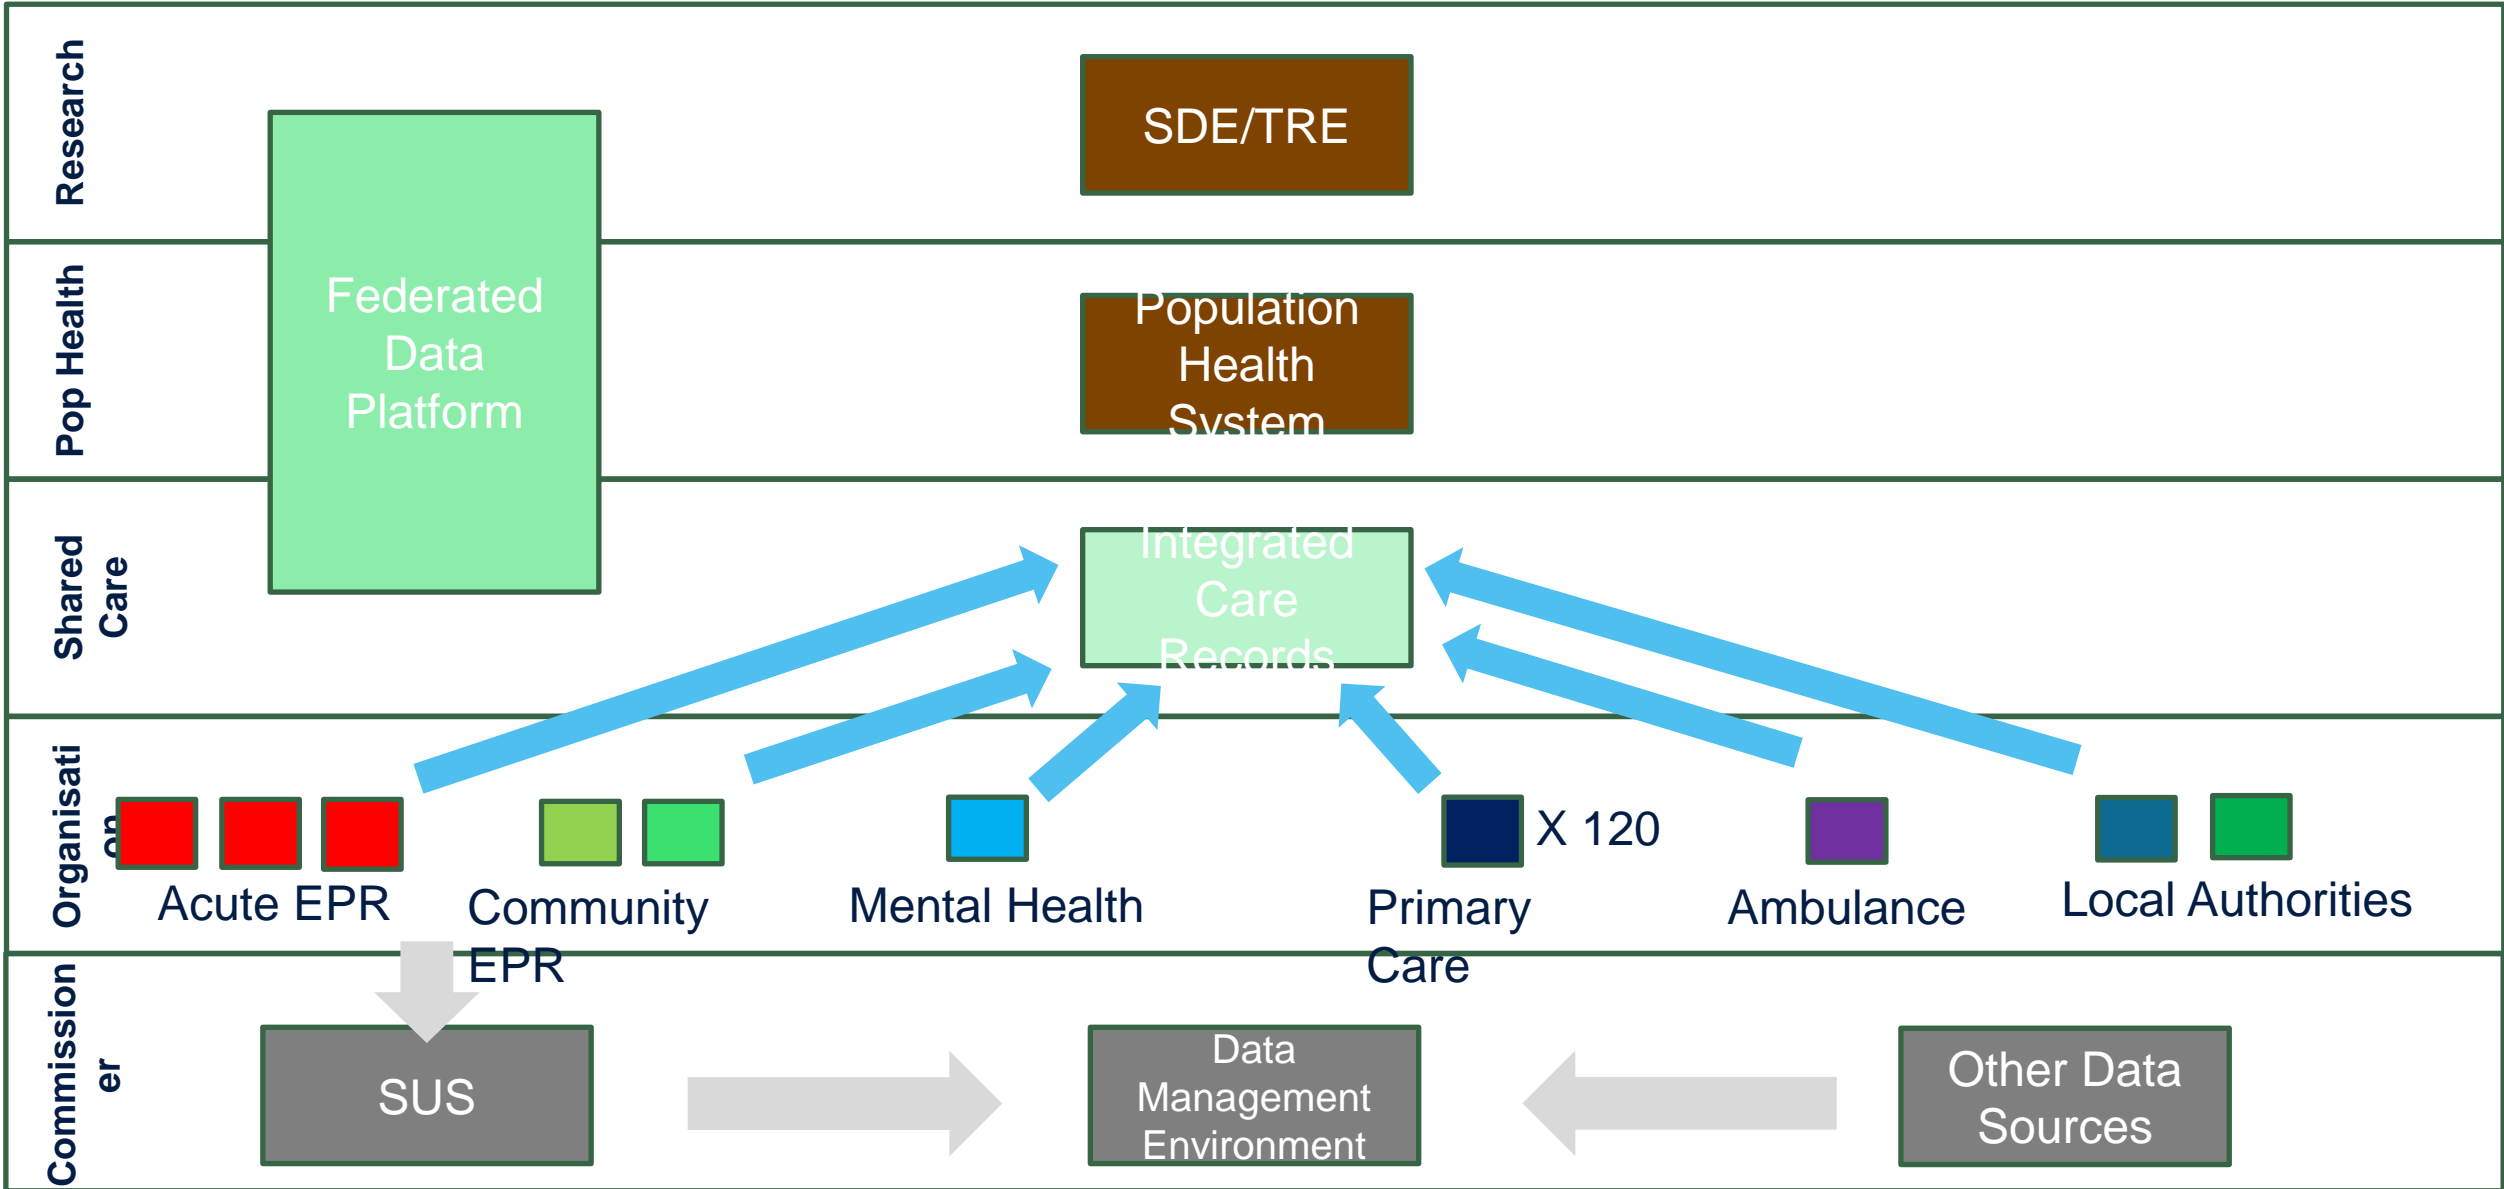 Research
SDE/TRE
Federated
Data
Platform
Pop Health
Population
Health
System
Shared
Care
Integrated
Care
Records
Organisati
on
X 120
Acute EPR
Community
EPR
Mental Health
Primary
Care
Ambulance
Local Authorities
Commission
er
SUS
Data
Management
Environment
Other Data
Sources